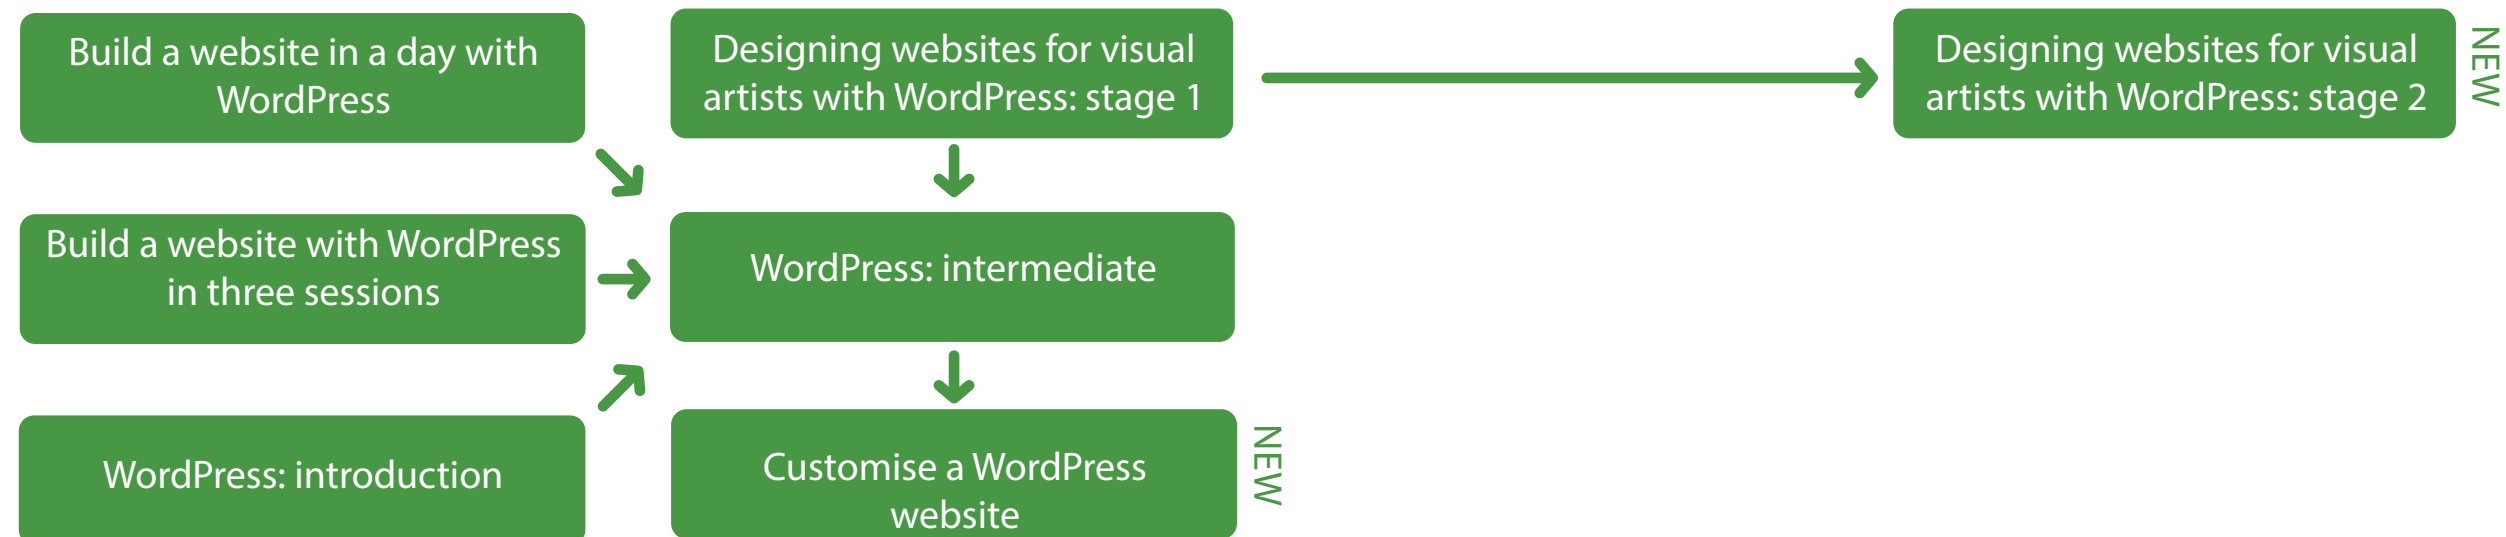 Build a website in a day with
WordPress
Designing websites for visual
artists with WordPress: stage 1
Designing websites for visual
artists with WordPress: stage 2
NEW
Build a website with WordPress
in three sessions
WordPress: intermediate
WordPress: introduction
Customise a WordPress
website
NEW